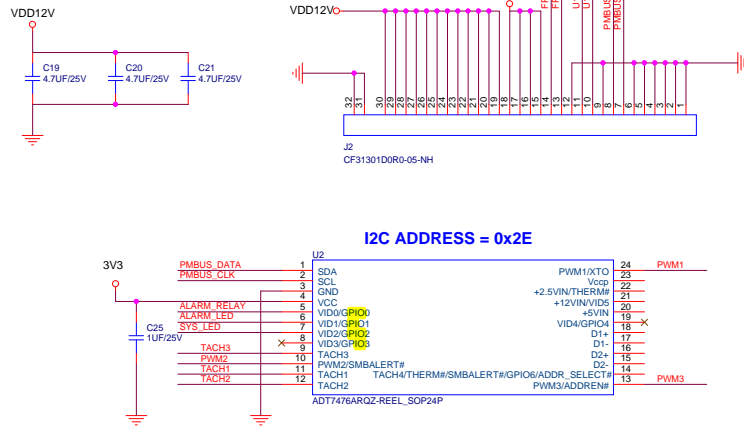 VDD12V
VDD12V
C19
4.7UF/25V
C20
4.7UF/25V
C21
4.7UF/25V
PMBUS
PMBUS
32
31
30
29
28
27
26
25
24
23
22
21
20
19
18
17
16
15
14
13
12
11
10
9
8
7
6
5
4
3
2
1
J2
CF31301D0R0-05-NH
I2C ADDRESS = 0x2E
U2
3V3
C25
1UF/25V
PMBUS_DATA 1 SDA
PMBUS_CLK 2 SCL
3 GND
4 VCC
ALARM_RELAY 5 VID0/GPIO0
ALARM_LED 6 VID1/GPIO1
SYS_LED 7 VID2/GPIO2
8 VID3/GPIO3
TACH3 9 TACH3
PWM2 10 PWM2/SMBALERT#
TACH1 11 TACH1
TACH2 12 TACH2
PWM1/XTO 24 PWM1
Vccp 23
+2.5VIN/THERM# 22
+12VIN/VID5 21
+5VIN 20
VID4/GPIO4 19
D1+ 18
D1- 17
D2+ 16
D2- 15
TACH4/THERM#/SMBALERT#/GPIO6/ADDR_SELECT# 14
PWM3/ADDREN# 13 PWM3
ADT7476ARQZ-REEL_SOP24P